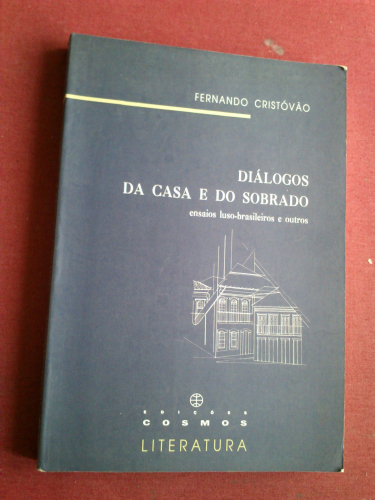 FERNANDO CRISTÓVÃO
DIÁLOGOS
DA CASA E DO SOBRADO
ensaios luso-brasileiros e outros
EDIÇÕES
COSMOS
LITERATURA